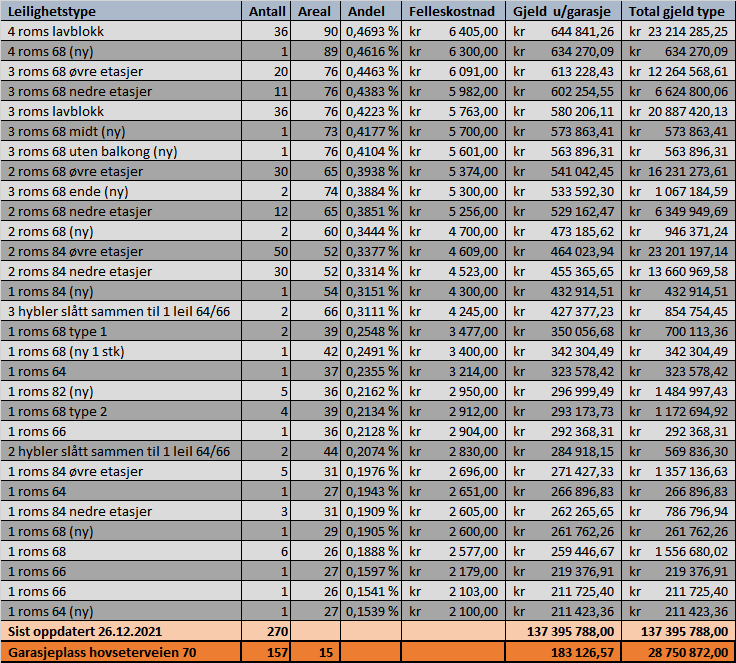 Leilighetstype Antall Areal Andel Felleskostnad Gjeld u/garasje Total gjeld type
4 roms lavblokk 36 90 0,4693 % kr 6 405,00 kr 644 841,26 kr 23 214 285,25
4 roms 68 (ny) 1 89 0,4616 % kr 6 300,00 kr 634 270,09 kr 634 270,09
3 roms 68 øvre etasjer 20 76 0,4463 % kr 6 091,00 kr 613 228,43 kr 12 264 568,61
3 roms 68 nedre etasjer 11 76 0,4383 % kr 5 982,00 kr 602 254,55 kr 6 624 800,06
3 roms lavblokk 36 76 0,4223 % kr 5 763,00 kr 580 206,11 kr 20 887 420,13
3 roms 68 midt (ny) 1 73 0,4177 % kr 5 700,00 kr 573 863,41 kr 573 863,41
3 roms 68 uten balkong (ny) 1 76 0,4104 % kr 5 601,00 kr 563 896,31 kr 563 896,31
2 roms 68 øvre etasjer 30 65 0,3938 % kr 5 374,00 kr 541 042,45 kr 16 231 273,61
3 roms 68 ende (ny) 2 74 0,3884 % kr 5 300,00 kr 533 592,30 kr 1 067 184,59
2 roms 68 nedre etasjer 12 65 0,3851 % kr 5 256,00 kr 529 162,47 kr 6 349 949,69
2 roms 68 (ny) 2 60 0,3444 % kr 4 700,00 kr 473 185,62 kr 946 371,24
2 roms 84 øvre etasjer 50 52 0,3377 % kr 4 609,00 kr 464 023,94 kr 23 201 197,14
2 roms 84 nedre etasjer 30 52 0,3314 % kr 4 523,00 kr 455 365,65 kr 13 660 969,58
1 roms 84 (ny) 1 54 0,3151 % kr 4 300,00 kr 432 914,51 kr 432 914,51
3 hybler slått sammen til 1 leil 64/66 2 66 0,3111 % kr 4 245,00 kr 427 377,23 kr 854 754,45
1 roms 68 type 1 2 39 0,2548 % kr 3 477,00 kr 350 056,68 kr 700 113,36
1 roms 68 (ny 1 stk) 1 42 0,2491 % kr 3 400,00 kr 342 304,49 kr 342 304,49
1 roms 64 1 37 0,2355 % kr 3 214,00 kr 323 578,42 kr 323 578,42
1 roms 82 (ny) 5 36 0,2162 % kr 2 950,00 kr 296 999,49 kr 1 484 997,43
1 roms 68 type 2 4 39 0,2134 % kr 2 912,00 kr 293 173,73 kr 1 172 694,92
1 roms 66 1 36 0,2128 % kr 2 904,00 kr 292 368,31 kr 292 368,31
2 hybler slått sammen til 1 leil 64/66 2 44 0,2074 % kr 2 830,00 kr 284 918,15 kr 569 836,30
1 roms 84 øvre etasjer 5 31 0,1976 % kr 2 696,00 kr 271 427,33 kr 1 357 136,63
1 roms 64 1 27 0,1943 % kr 2 651,00 kr 266 896,83 kr 266 896,83
1 roms 84 nedre etasjer 3 31 0,1909 % kr 2 605,00 kr 262 265,65 kr 786 796,94
1 roms 68 (ny) 1 29 0,1905 % kr 2 600,00 kr 261 762,26 kr 261 762,26
1 roms 68 6 26 0,1888 % kr 2 577,00 kr 259 446,67 kr 1 556 680,02
1 roms 66 1 27 0,1597 % kr 2 179,00 kr 219 376,91 kr 219 376,91
1 roms 66 1 26 0,1541 % kr 2 103,00 kr 211 725,40 kr 211 725,40
1 roms 64 (ny) 1 27 0,1539 % kr 2 100,00 kr 211 423,36 kr 211 423,36
Sist oppdatert 26.12.2021 270 137 395 788,00 137 395 788,00
Garasjeplass hovseterveien 70 157 15 183 126,57 28 750 872,00